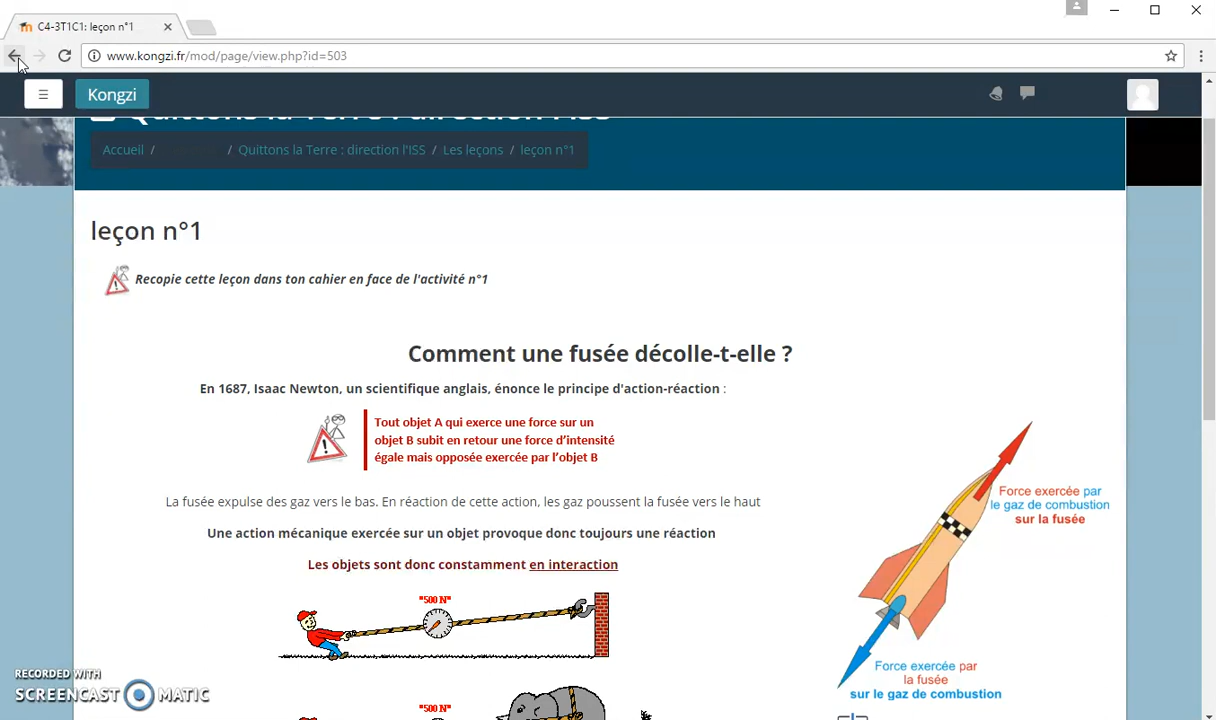 C4-3T1C1: leçon n°1
www.kongzi.fr/mod/page/view.php?id=503
Kongzi
Quittons la Terre : direction l'ISS
Accueil / / Quittons la Terre : direction l'ISS / Les leçons / leçon n°1
leçon n°1
Recopie cette leçon dans ton cahier en face de l'activité n°1
Comment une fusée décolle-t-elle ?
En 1687, Isaac Newton, un scientifique anglais, énonce le principe d'action-réaction :
Tout objet A qui exerce une force sur un
objet B subit en retour une force d'intensité
égale mais opposée exercée par l'objet B
La fusée expulse des gaz vers le bas. En réaction de cette action, les gaz poussent la fusée vers le haut
Une action mécanique exercée sur un objet provoque donc toujours une réaction
Les objets sont donc constamment en interaction
"500 N"
"500 N"
Force exercée par
le gaz de combustion
sur la fusée
Force exercée par
la fusée
sur le gaz de combustion
RECORDED WITH
SCREENCAST MATIC